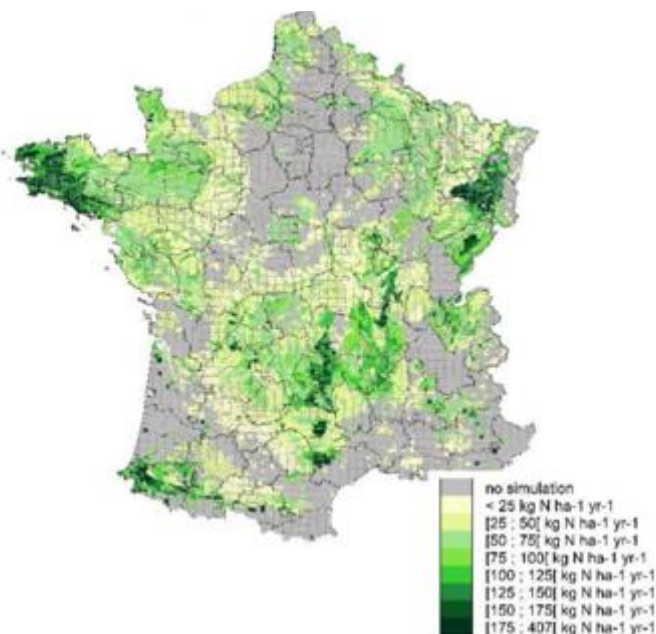 no simulation
< 25 kg N ha-1 yr-1
[25 ; 50[ kg N ha-1 yr-1
[50 ; 75[ kg N ha-1 yr-1
[75 ; 100[ kg N ha-1 yr-1
[100 ; 125[ kg N ha-1 yr-1
[125 ; 150[ kg N ha-1 yr-1
[150 ; 175[ kg N ha-1 yr-1
[175 ; 407[ kg N ha-1 yr-1